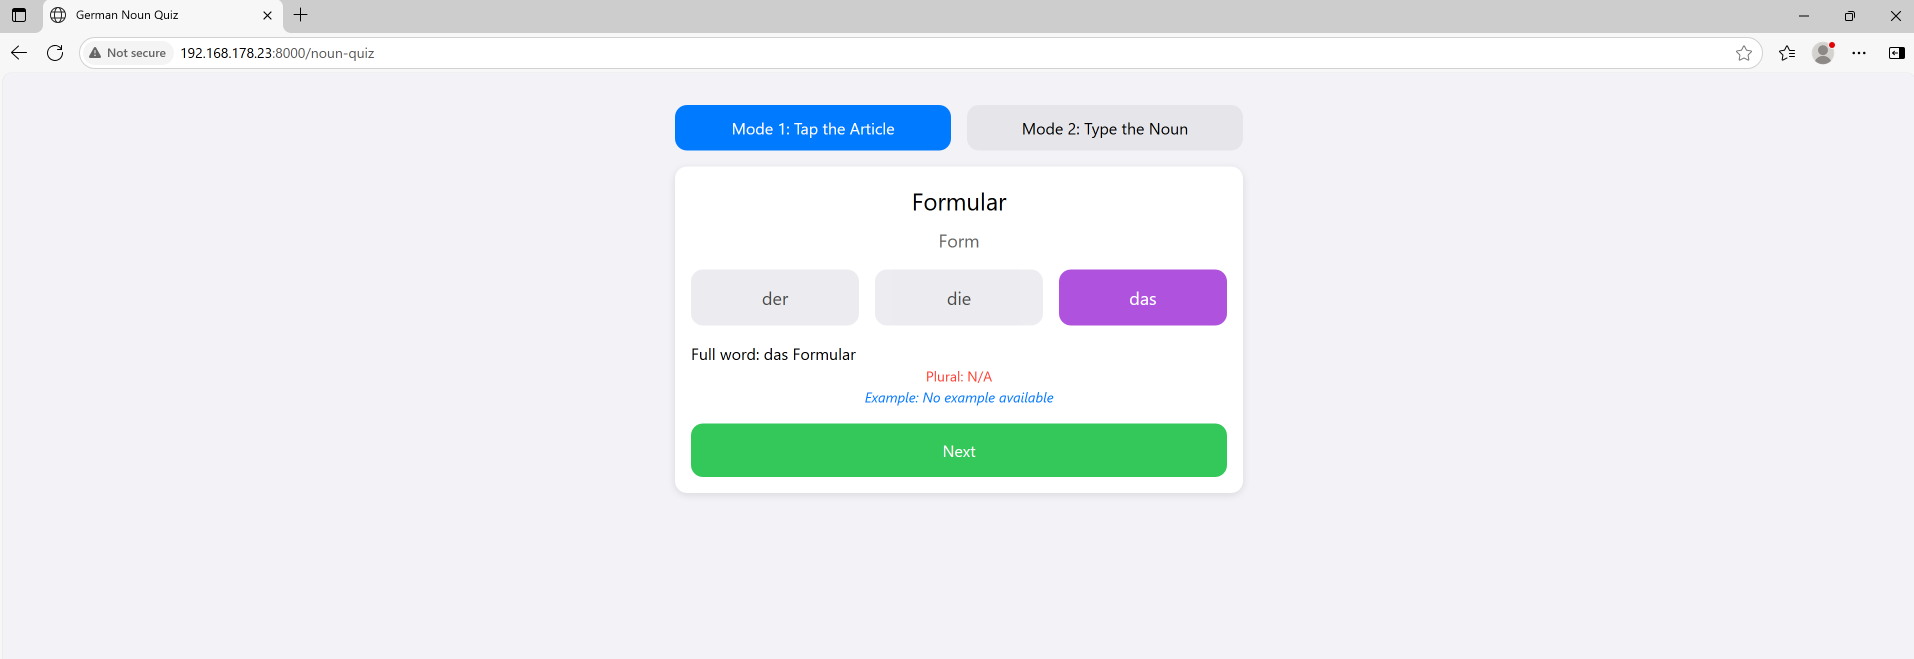 German Noun Quiz
Not secure 192.168.178.23:8000/noun-quiz
Mode 1: Tap the Article
Mode 2: Type the Noun
Formular
Form
der
die
das
Full word: das Formular
Plural: N/A
Example: No example available
Next